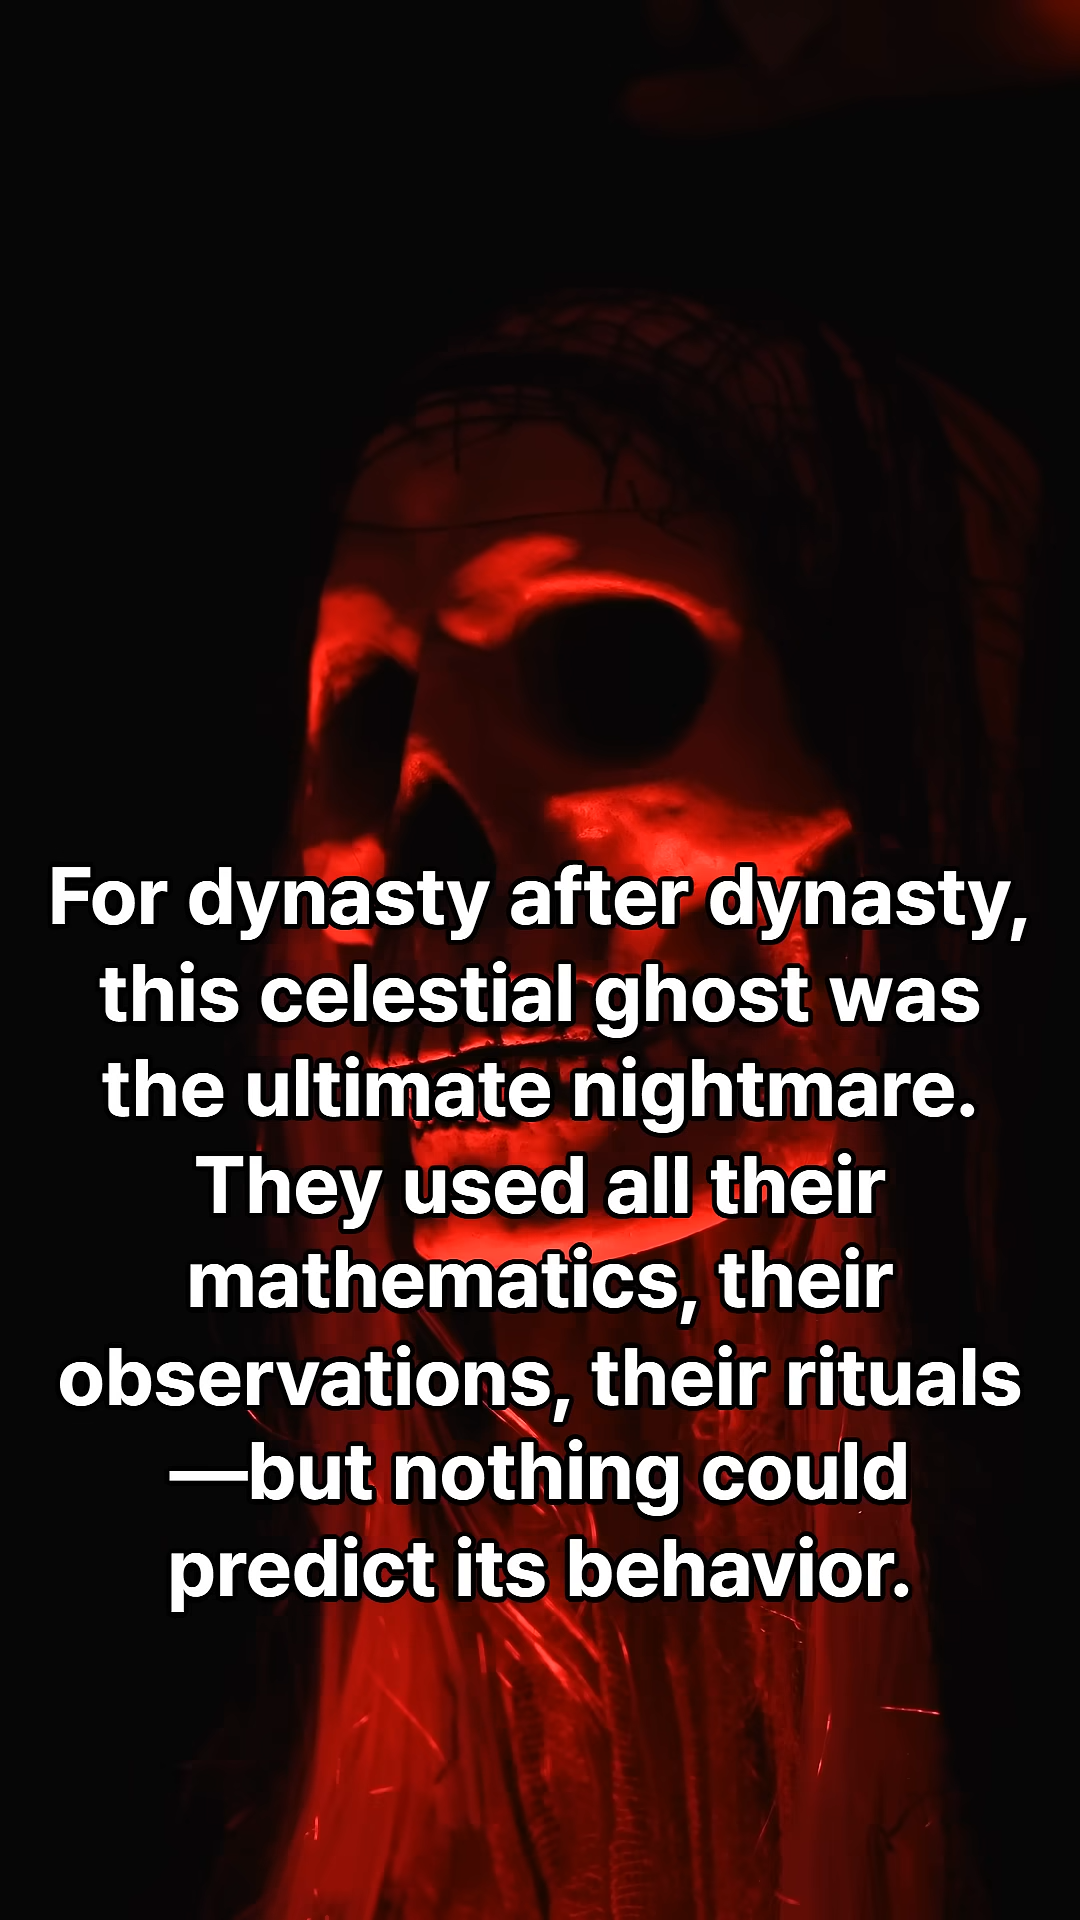 For dynasty after dynasty,
this celestial ghost was
the ultimate nightmare.
They used all their
mathematics, their
observations, their rituals
—but nothing could
predict its behavior.